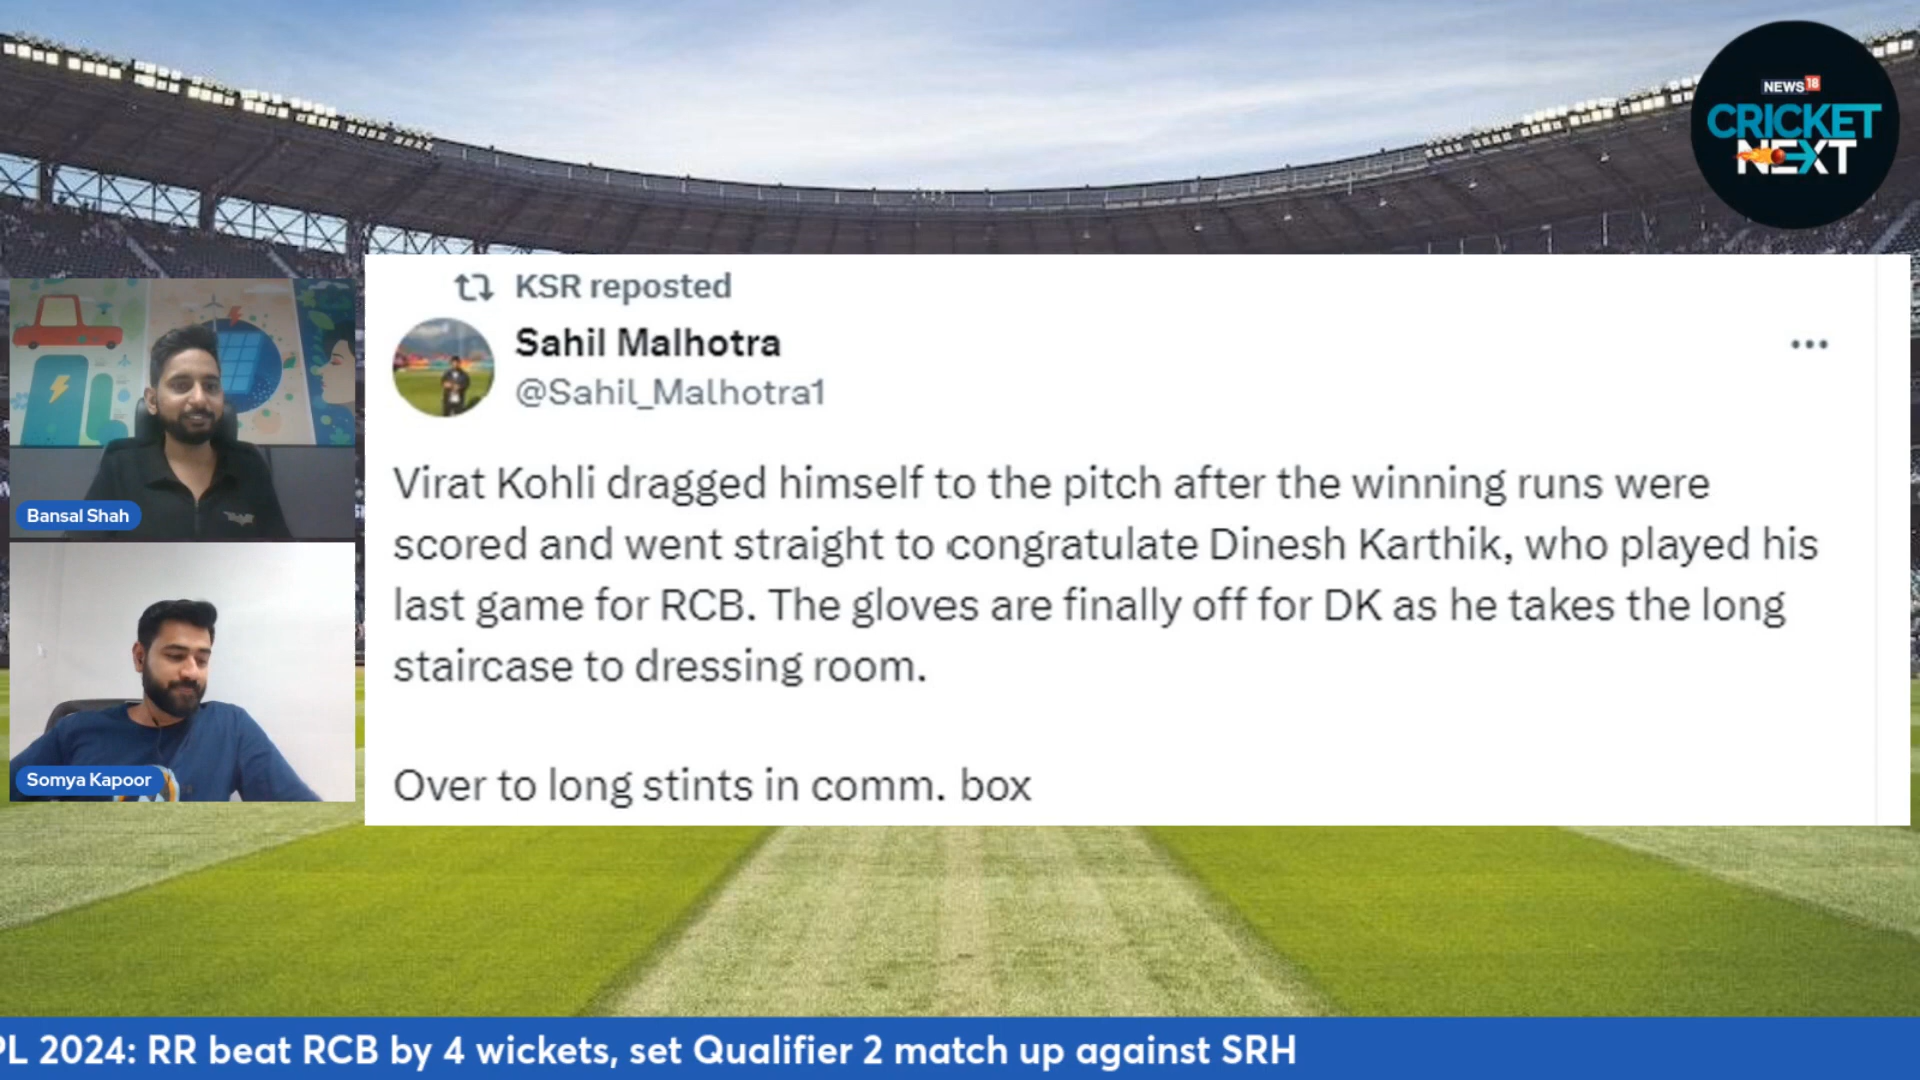 NEWS18
CRICKET
NEXT
KSR reposted
Sahil Malhotra
@Sahil_Malhotra1
Virat Kohli dragged himself to the pitch after the winning runs were
scored and went straight to congratulate Dinesh Karthik, who played his
last game for RCB. The gloves are finally off for DK as he takes the long
staircase to dressing room.
Over to long stints in comm. box
Bansal Shah
Somya Kapoor
PL 2024: RR beat RCB by 4 wickets, set Qualifier 2 match up against SRH